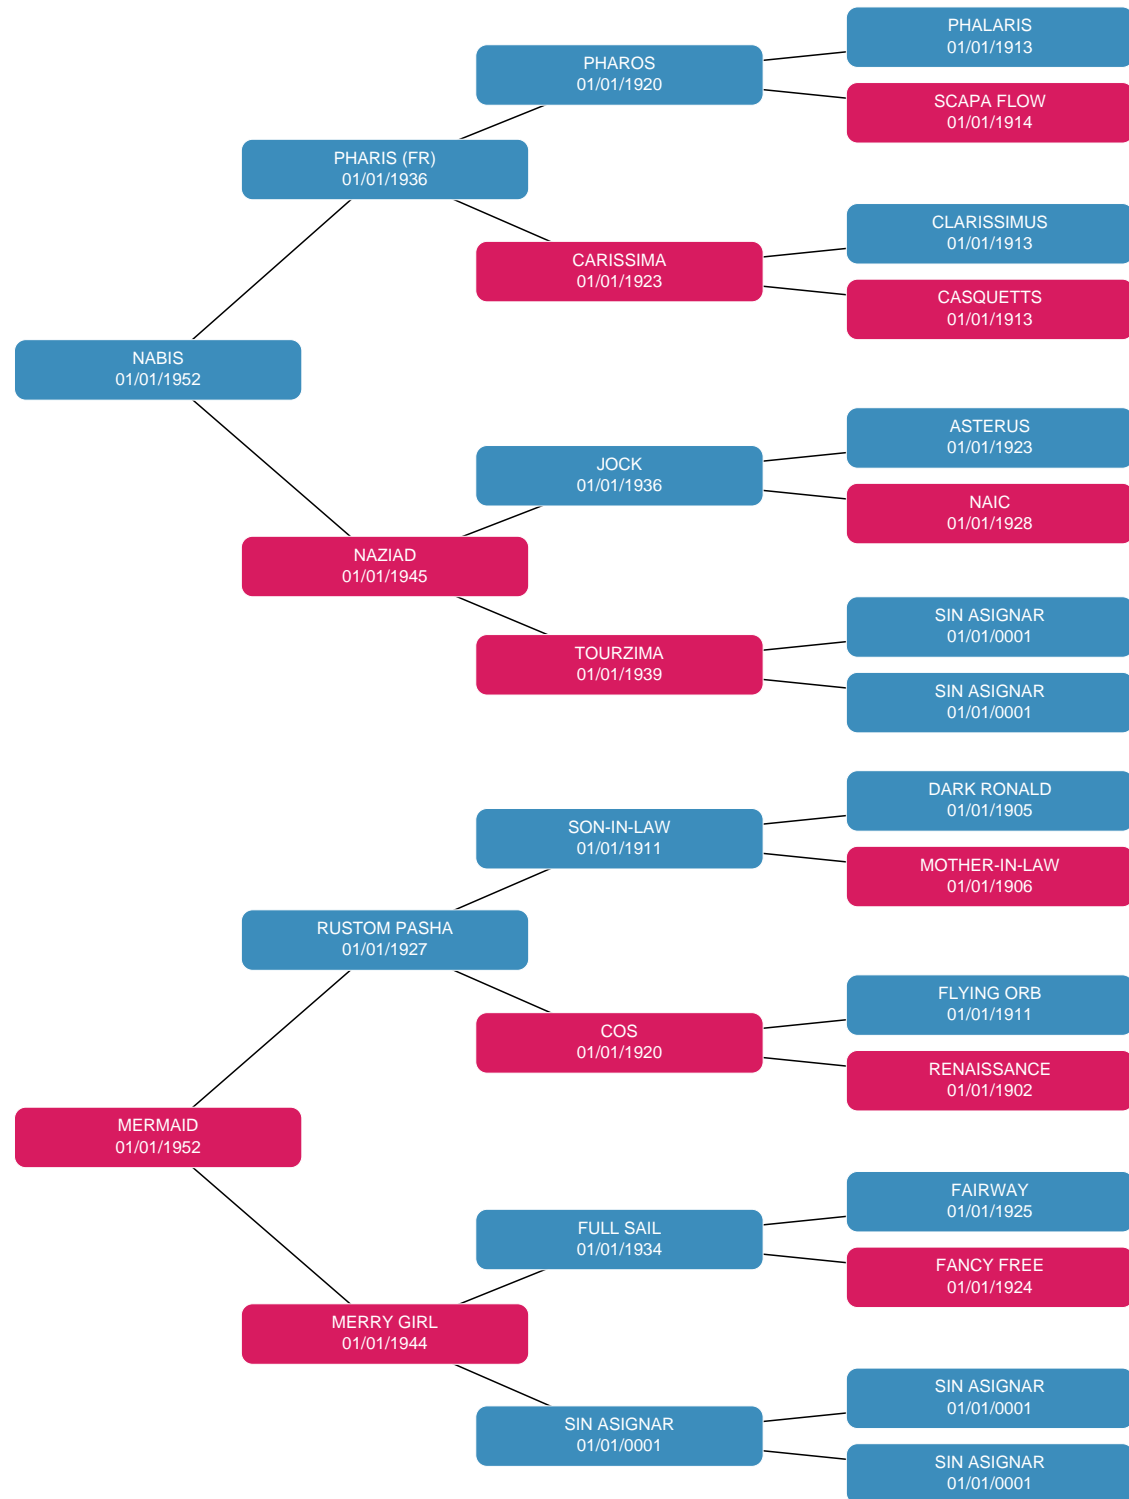 PHALARIS
01/01/1913
PHAROS
01/01/1920
SCAPA FLOW
01/01/1914
PHARIS (FR)
01/01/1936
CLARISSIMUS
01/01/1913
CARISSIMA
01/01/1923
CASQUETTS
01/01/1913
NABIS
01/01/1952
ASTERUS
01/01/1923
JOCK
01/01/1936
NAIC
01/01/1928
NAZIAD
01/01/1945
SIN ASIGNAR
01/01/0001
TOURZIMA
01/01/1939
SIN ASIGNAR
01/01/0001
DARK RONALD
01/01/1905
SON-IN-LAW
01/01/1911
MOTHER-IN-LAW
01/01/1906
RUSTOM PASHA
01/01/1927
FLYING ORB
01/01/1911
COS
01/01/1920
RENAISSANCE
01/01/1902
MERMAID
01/01/1952
FAIRWAY
01/01/1925
FULL SAIL
01/01/1934
FANCY FREE
01/01/1924
MERRY GIRL
01/01/1944
SIN ASIGNAR
01/01/0001
SIN ASIGNAR
01/01/0001
SIN ASIGNAR
01/01/0001